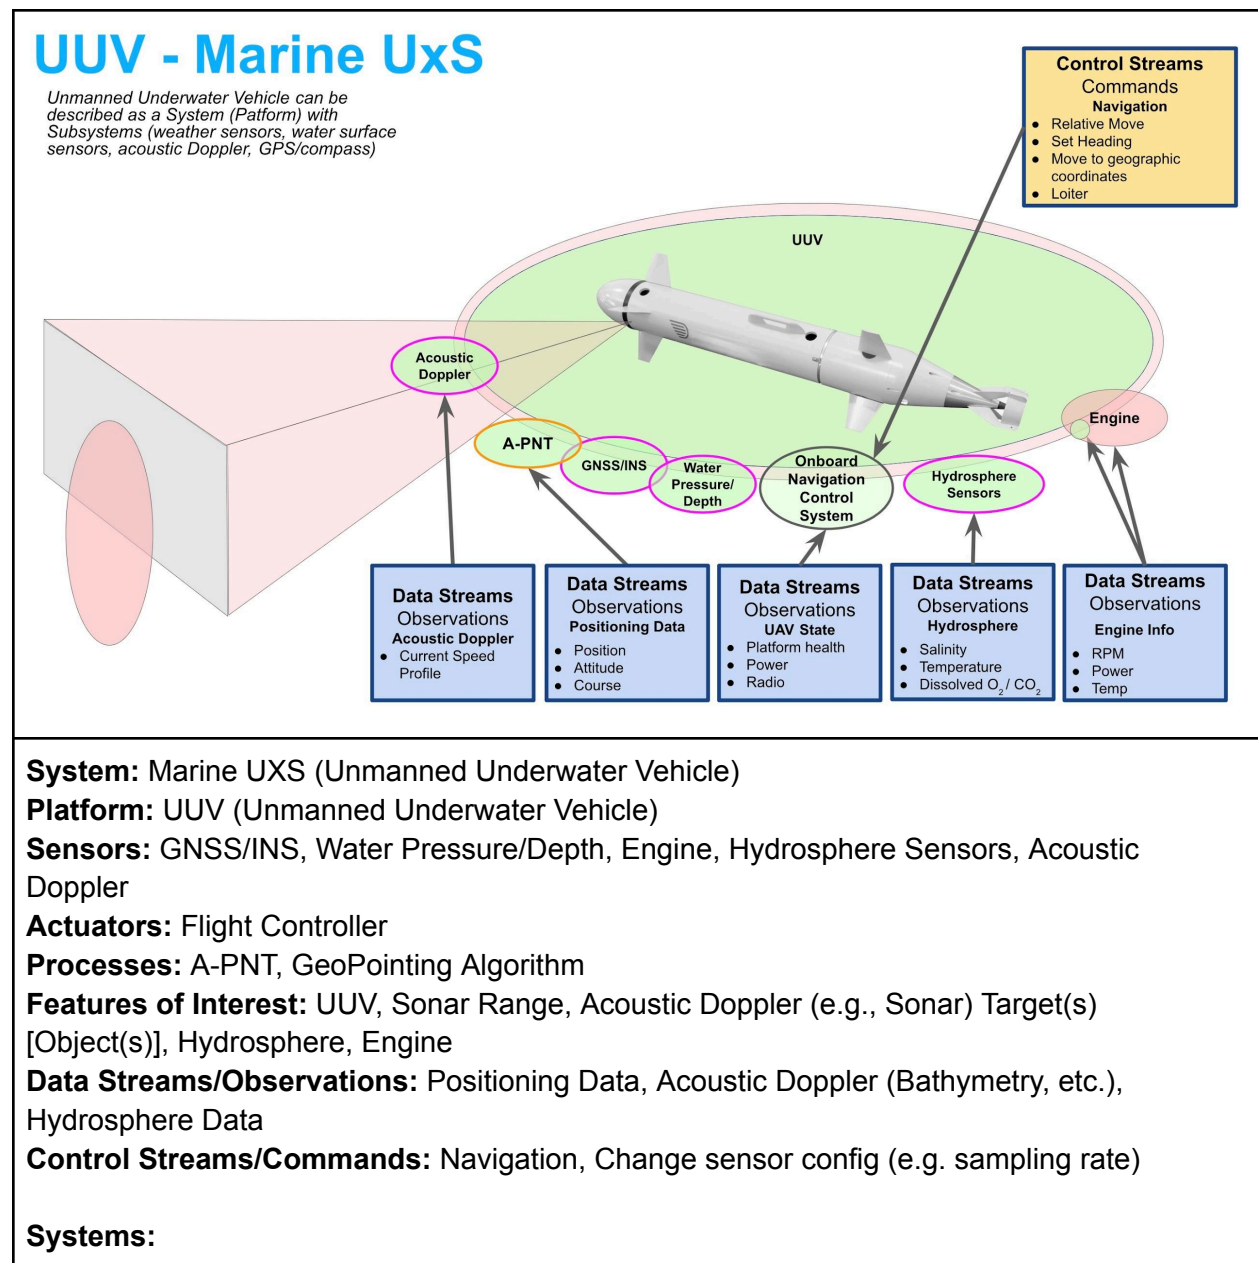 UUV - Marine UxS
Unmanned Underwater Vehicle can be
described as a System (Patform) with
Subsystems (weather sensors, water surface
sensors, acoustic Doppler, GPS/compass)
Control Streams
Commands
Navigation
● Relative Move
● Set Heading
● Move to geographic
coordinates
● Loiter
UUV
Acoustic
Doppler
A-PNT
GNSS/INS
Water
Pressure/
Depth
Onboard
Navigation
Control
System
Hydrosphere
Sensors
Engine
Data Streams
Observations
Acoustic Doppler
● Current Speed
Profile
Data Streams
Observations
Positioning Data
● Position
● Attitude
● Course
Data Streams
Observations
UAV State
● Platform health
● Power
● Radio
Data Streams
Observations
Hydrosphere
● Salinity
● Temperature
● Dissolved O₂ / CO₂
Data Streams
Observations
Engine Info
● RPM
● Power
● Temp
System: Marine UXS (Unmanned Underwater Vehicle)
Platform: UUV (Unmanned Underwater Vehicle)
Sensors: GNSS/INS, Water Pressure/Depth, Engine, Hydrosphere Sensors, Acoustic
Doppler
Actuators: Flight Controller
Processes: A-PNT, GeoPointing Algorithm
Features of Interest: UUV, Sonar Range, Acoustic Doppler (e.g., Sonar) Target(s)
[Object(s)], Hydrosphere, Engine
Data Streams/Observations: Positioning Data, Acoustic Doppler (Bathymetry, etc.),
Hydrosphere Data
Control Streams/Commands: Navigation, Change sensor config (e.g. sampling rate)
Systems: